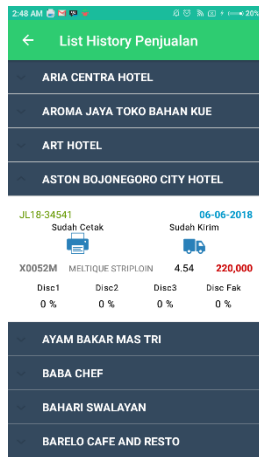 2:48 AM 20%
List History Penjualan
ARIA CENTRA HOTEL
AROMA JAYA TOKO BAHAN KUE
ART HOTEL
ASTON BOJONEGORO CITY HOTEL
JL18-34541 06-06-2018
Sudah Cetak Sudah Kirim
X0052M MELTIQUE STRIPLOIN 4.54 220,000
Disc1 Disc2 Disc3 Disc Fak
0 % 0 % 0 % 0 %
AYAM BAKAR MAS TRI
BABA CHEF
BAHARI SWALAYAN
BARELO CAFE AND RESTO